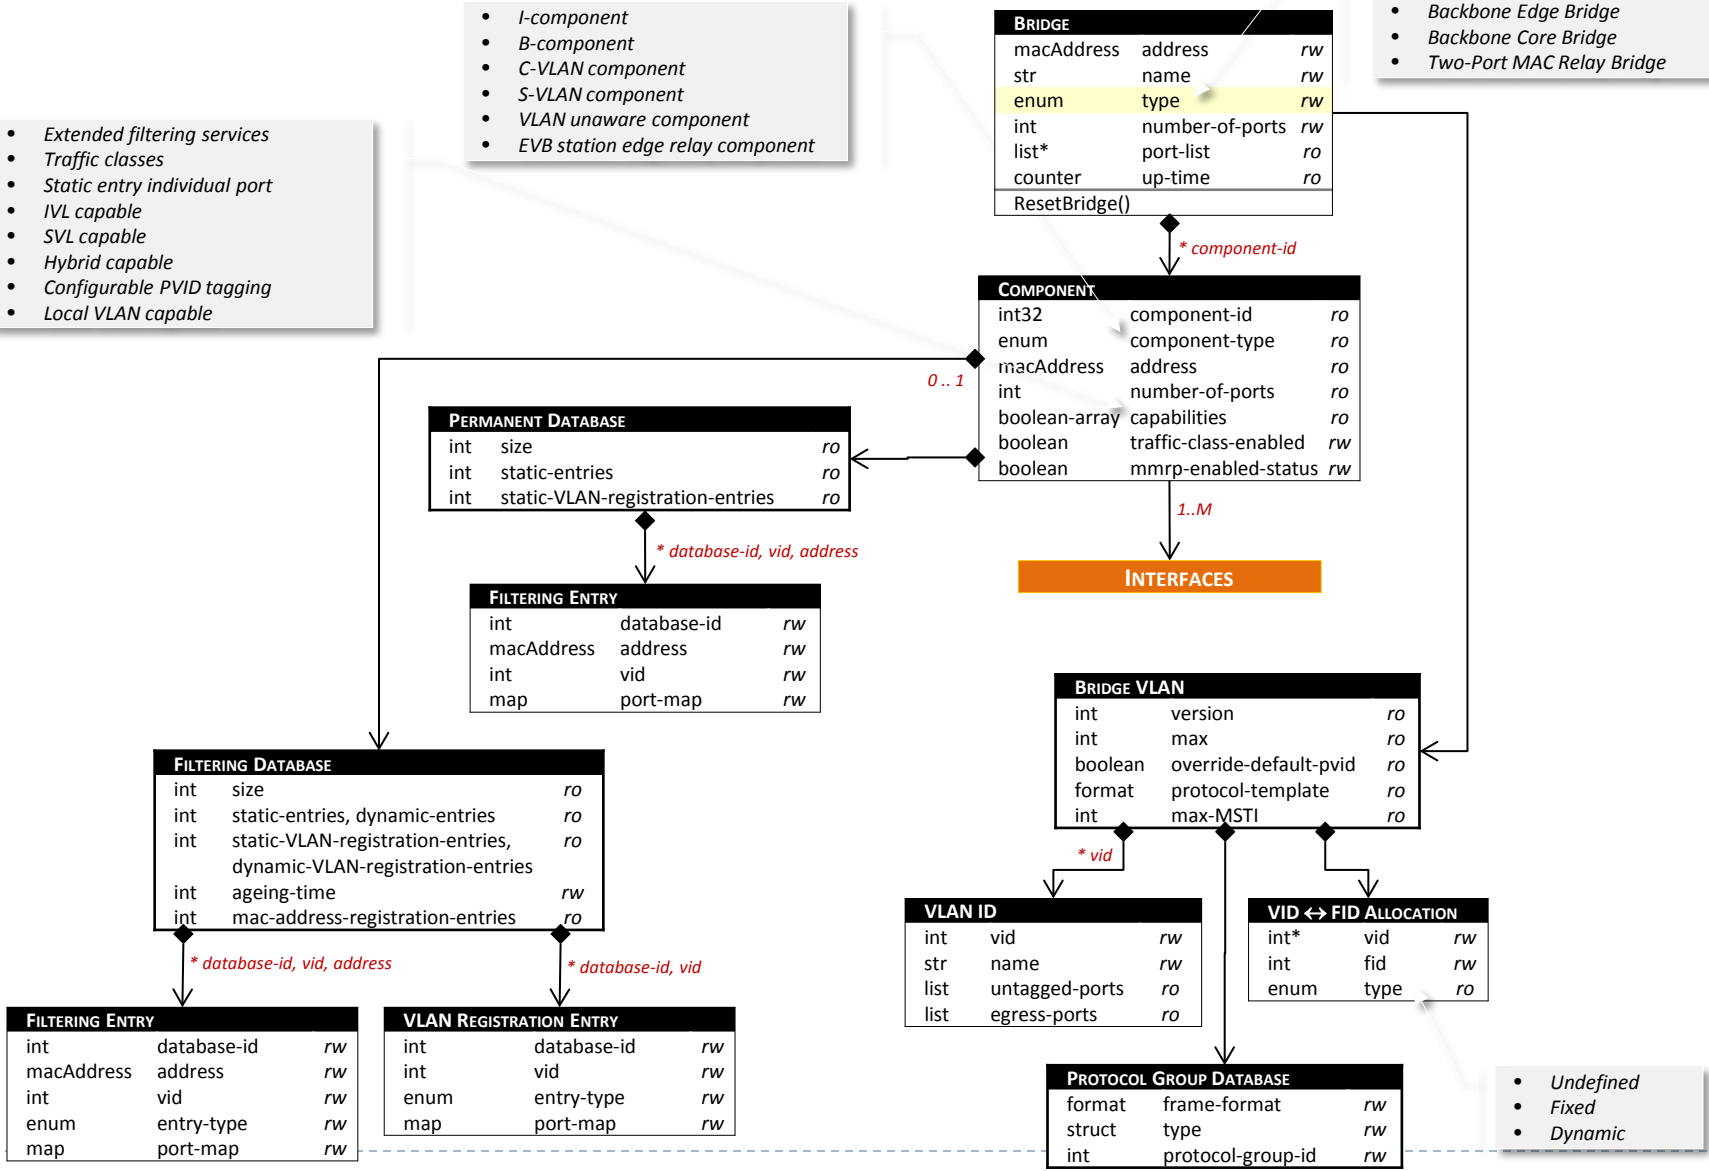 • I-component
• B-component
• C-VLAN component
• S-VLAN component
• VLAN unaware component
• EVB station edge relay component
BRIDGE
macAddress address rw
str name rw
enum type rw
int number-of-ports rw
list* port-list ro
counter up-time ro
ResetBridge()
• Backbone Edge Bridge
• Backbone Core Bridge
• Two-Port MAC Relay Bridge
• Extended filtering services
• Traffic classes
• Static entry individual port
• IVL capable
• SVL capable
• Hybrid capable
• Configurable PVID tagging
• Local VLAN capable
* component-id
COMPONENT
int32 component-id ro
enum component-type ro
macAddress address ro
int number-of-ports ro
boolean-array capabilities ro
boolean traffic-class-enabled rw
boolean mmrp-enabled-status rw
0 .. 1
PERMANENT DATABASE
int size ro
int static-entries ro
int static-VLAN-registration-entries ro
1..M
* database-id, vid, address
INTERFACES
FILTERING ENTRY
int database-id rw
macAddress address rw
int vid rw
map port-map rw
BRIDGE VLAN
int version ro
int max ro
boolean override-default-pvid ro
format protocol-template ro
int max-MSTI ro
FILTERING DATABASE
int size ro
int static-entries, dynamic-entries ro
int static-VLAN-registration-entries, ro
dynamic-VLAN-registration-entries
int ageing-time rw
int mac-address-registration-entries ro
* vid
VLAN ID
int vid rw
str name rw
list untagged-ports ro
list egress-ports ro
VID ↔ FID ALLOCATION
int* vid rw
int fid rw
enum type ro
* database-id, vid, address
* database-id, vid
FILTERING ENTRY
int database-id rw
macAddress address rw
int vid rw
enum entry-type rw
map port-map rw
VLAN REGISTRATION ENTRY
int database-id rw
int vid rw
enum entry-type rw
map port-map rw
PROTOCOL GROUP DATABASE
format frame-format rw
struct type rw
int protocol-group-id rw
• Undefined
• Fixed
• Dynamic